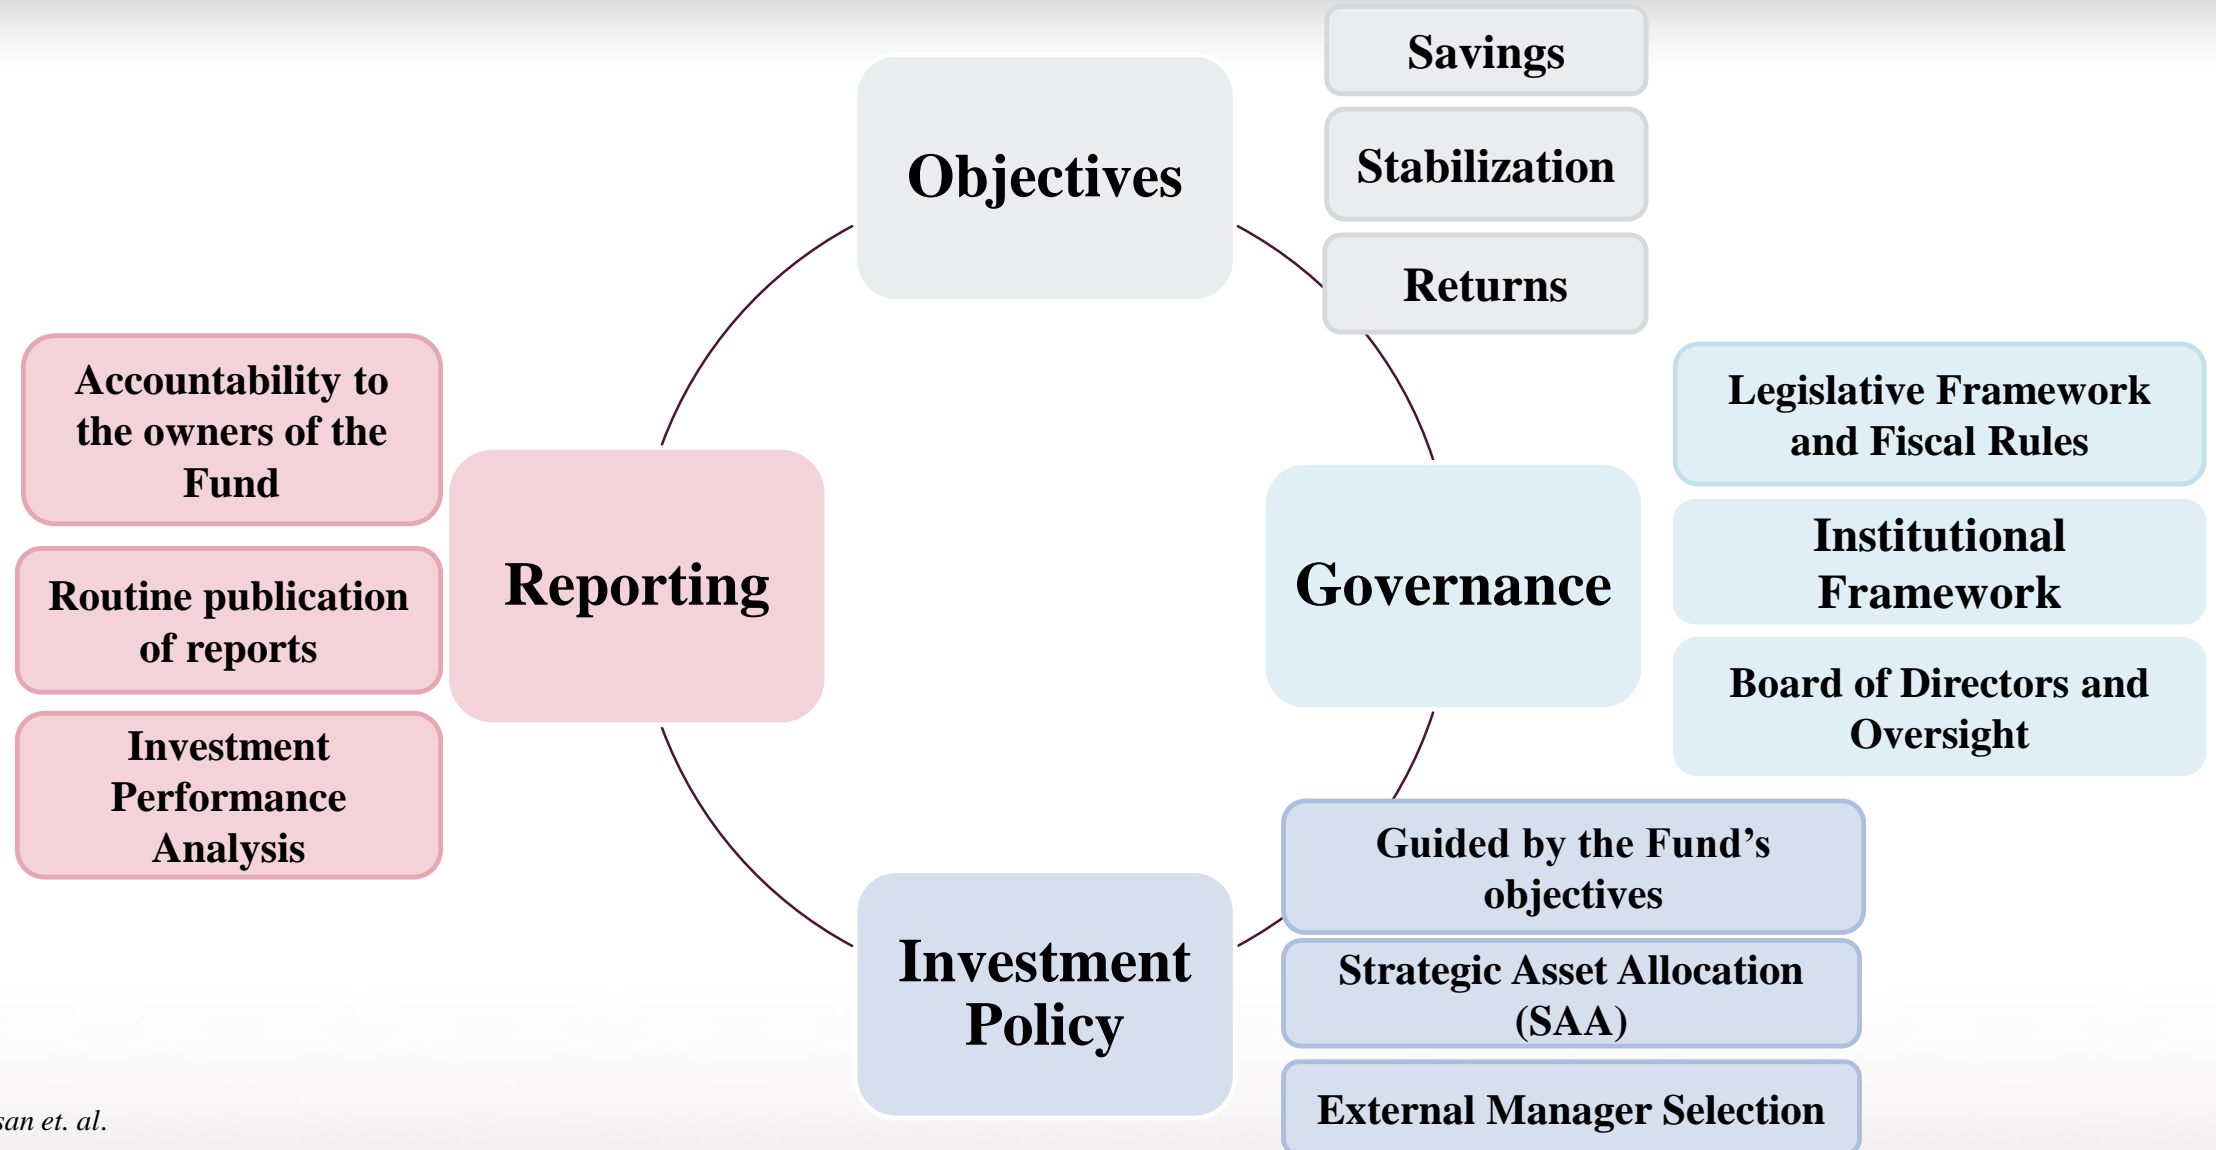 Objectives
Savings
Stabilization
Returns
Governance
Legislative Framework
and Fiscal Rules
Institutional
Framework
Board of Directors and
Oversight
Investment
Policy
Guided by the Fund’s
objectives
Strategic Asset Allocation
(SAA)
External Manager Selection
Reporting
Accountability to
the owners of the
Fund
Routine publication
of reports
Investment
Performance
Analysis
et. al.